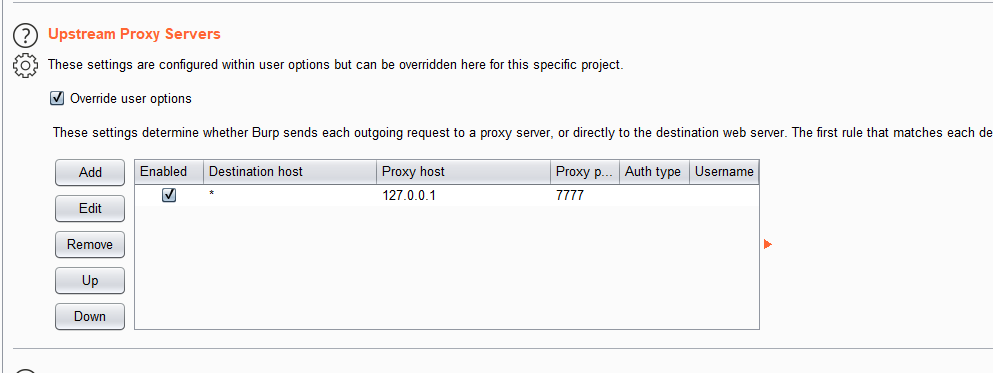 Upstream Proxy Servers
These settings are configured within user options but can be overridden here for this specific project.
Override user options
These settings determine whether Burp sends each outgoing request to a proxy server, or directly to the destination web server. The first rule that matches each de
Add
Enabled Destination host Proxy host Proxy p... Auth type Username
* 127.0.0.1 7777
Edit
Remove
Up
Down